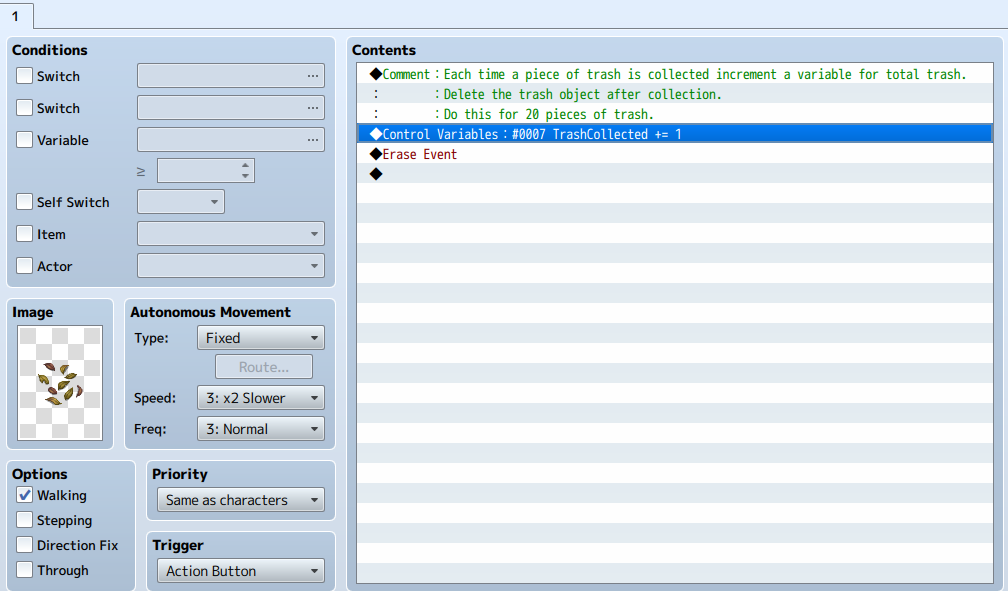 1
Conditions
Switch ...
Switch ...
Variable ...
≥
Self Switch
Item
Actor
Image
Autonomous Movement
Type: Fixed
Route...
Speed: 3: x2 Slower
Freq: 3: Normal
Options
Walking
Stepping
Direction Fix
Through
Priority
Same as characters
Trigger
Action Button
Contents
◆Comment：Each time a piece of trash is collected increment a variable for total trash.
：　　　：Delete the trash object after collection.
：　　　：Do this for 20 pieces of trash.
◆Control Variables：#0007 TrashCollected += 1
◆Erase Event
◆